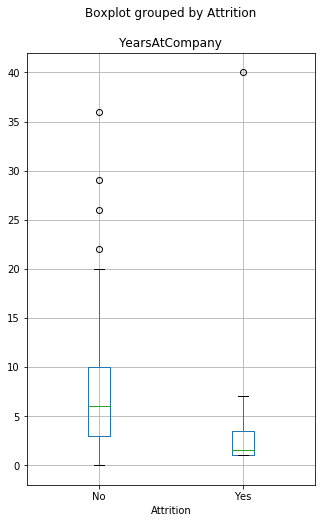 Boxplot grouped by Attrition
YearsAtCompany
40
35
30
25
20
15
10
5
0
No Yes
Attrition